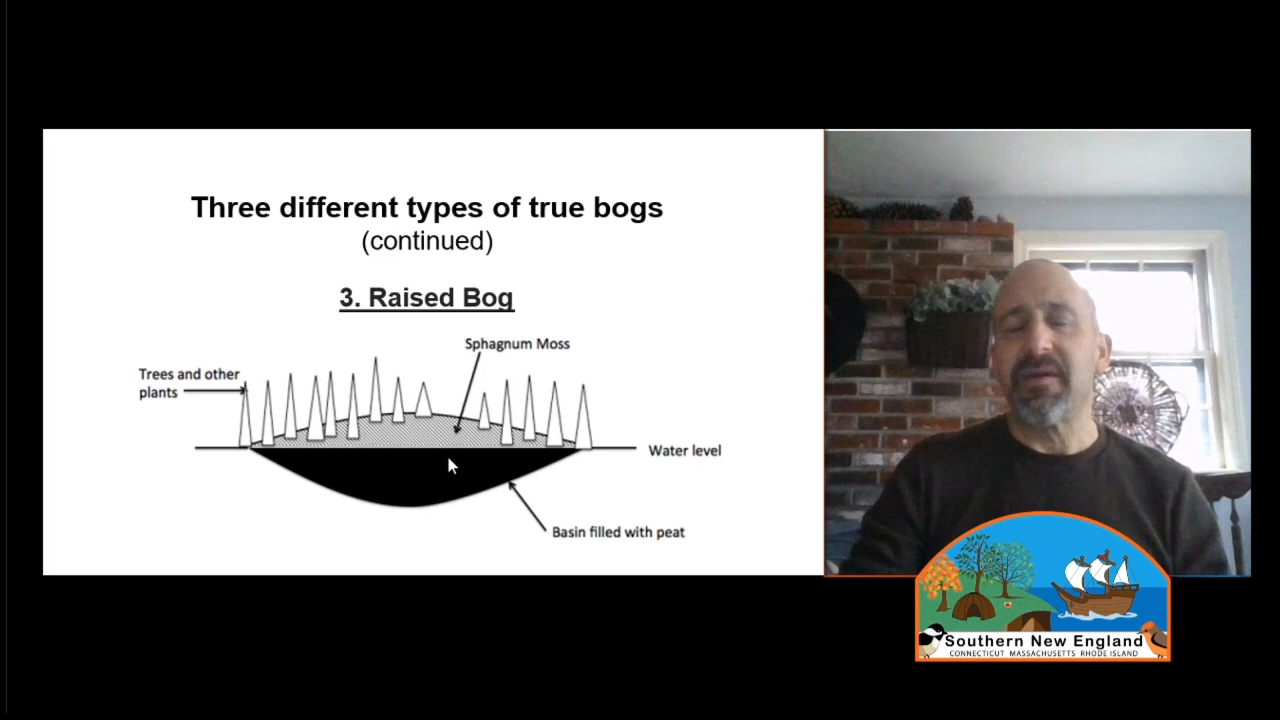 Three different types of true bogs
(continued)
3. Raised Bog
Sphagnum Moss
Trees and other
plants
Water level
Basin filled with peat
Southern New England
CONNECTICUT MASSACHUSETTS RHODE ISLAND